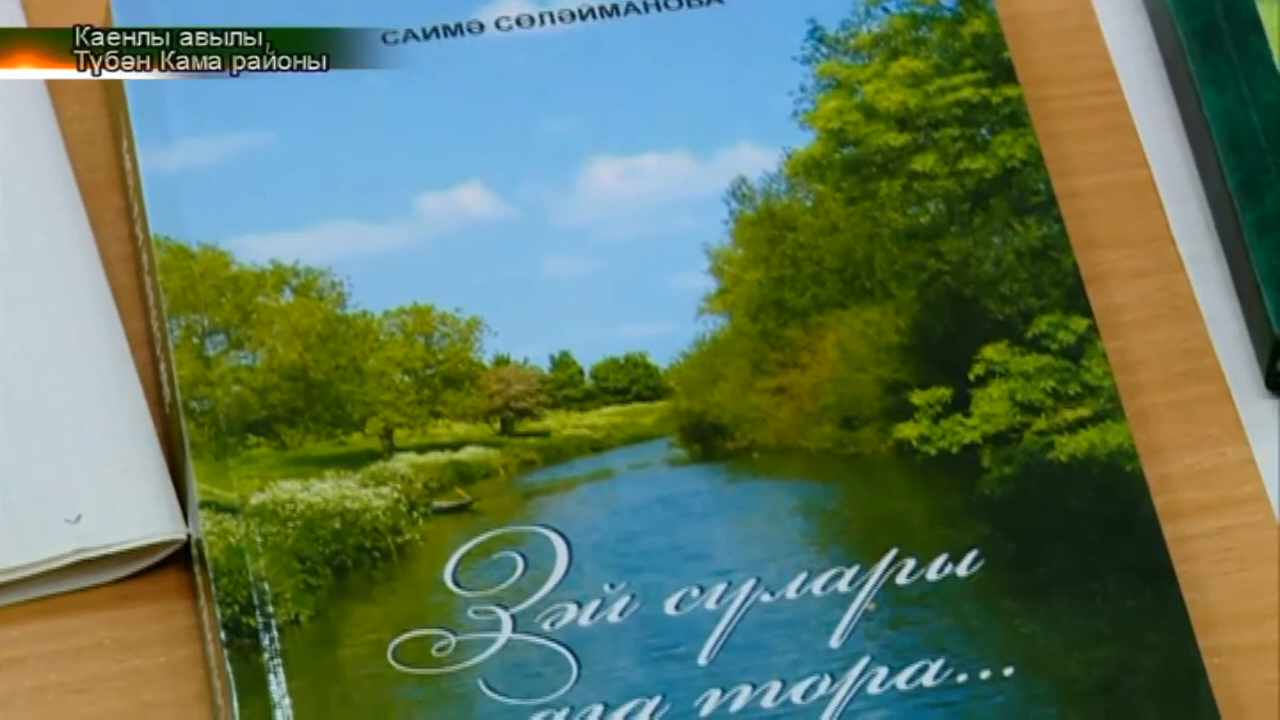 Каенлы авылы,
Түбән Кама районы
САИМӘ СӨЛӘЙМАНОВА
Зәй сулары
ага тора...